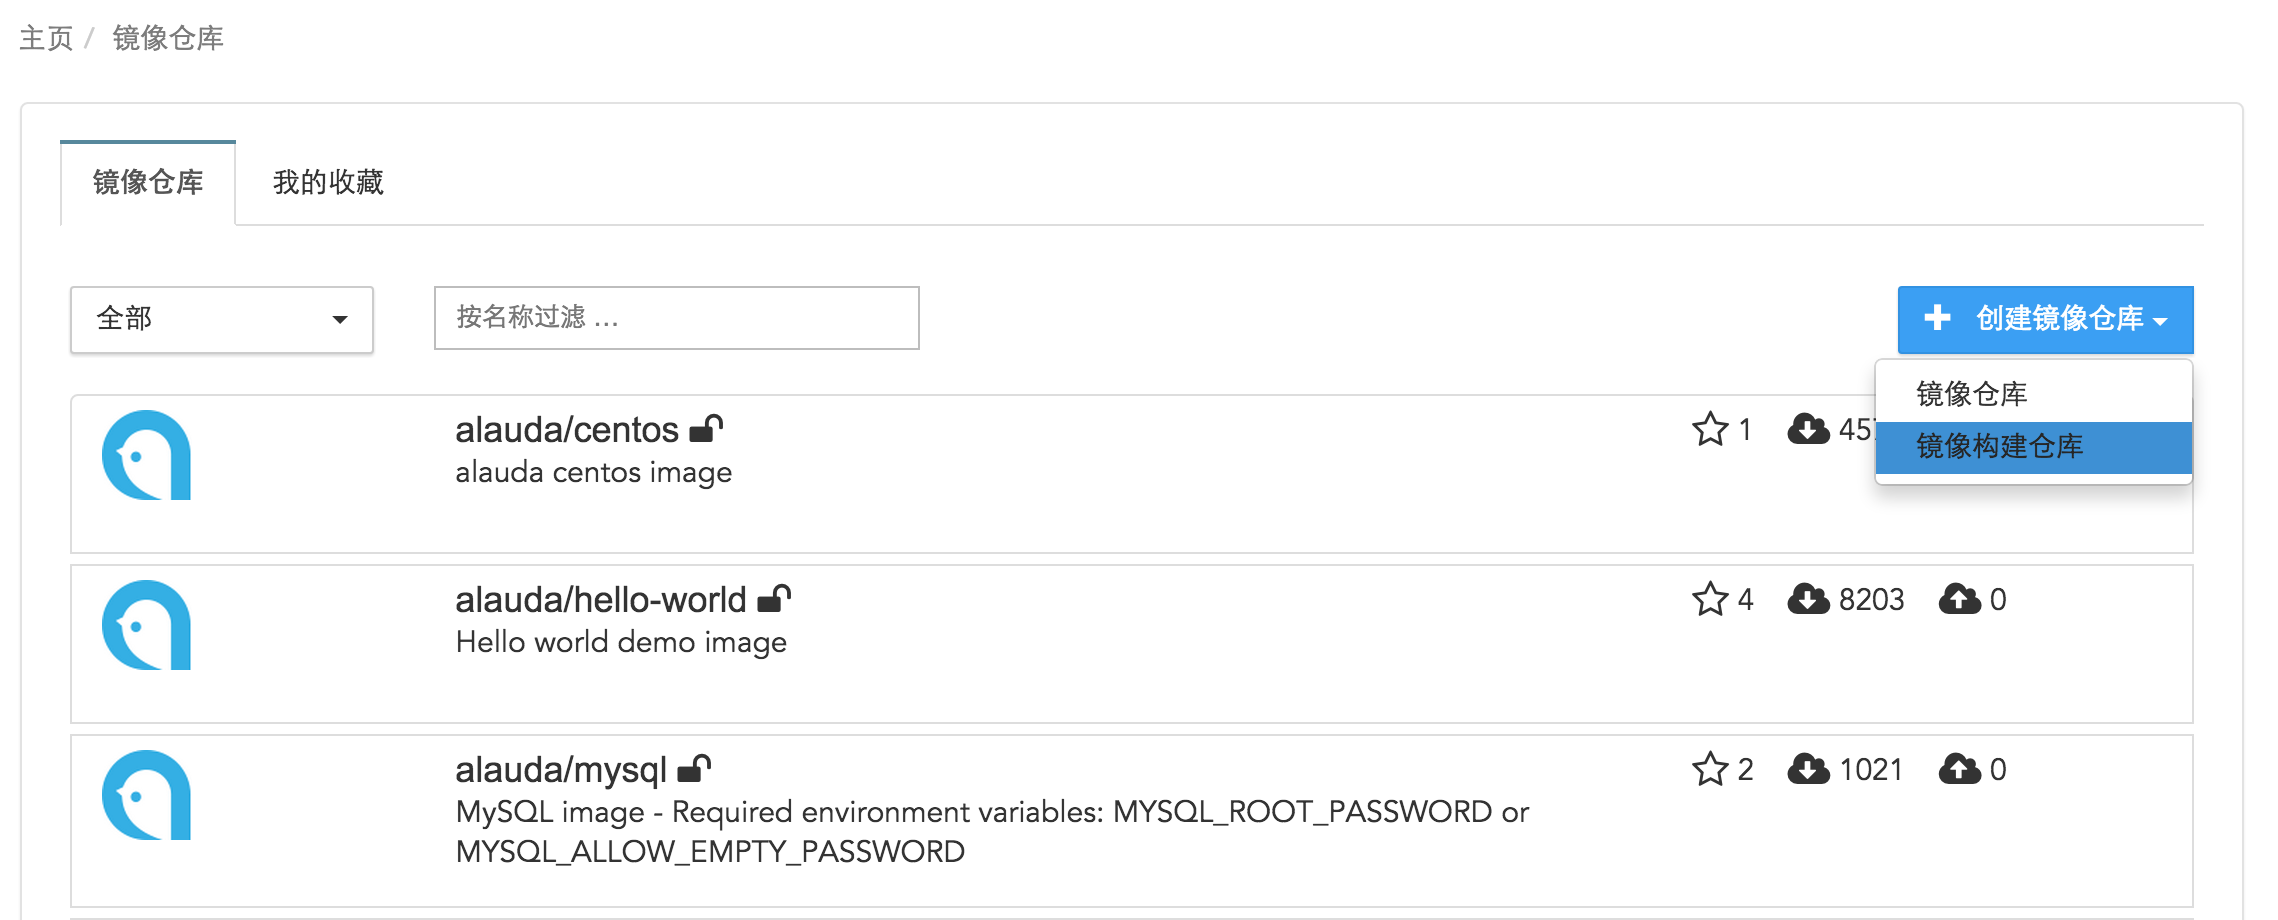 主页 / 镜像仓库
镜像仓库 我的收藏
全部 按名称过滤 ... 创建镜像仓库
镜像仓库
镜像构建仓库
alauda/centos 1
alauda centos image
alauda/hello-world 4 8203 0
Hello world demo image
alauda/mysql 2 1021 0
MySQL image - Required environment variables: MYSQL_ROOT_PASSWORD or
MYSQL_ALLOW_EMPTY_PASSWORD